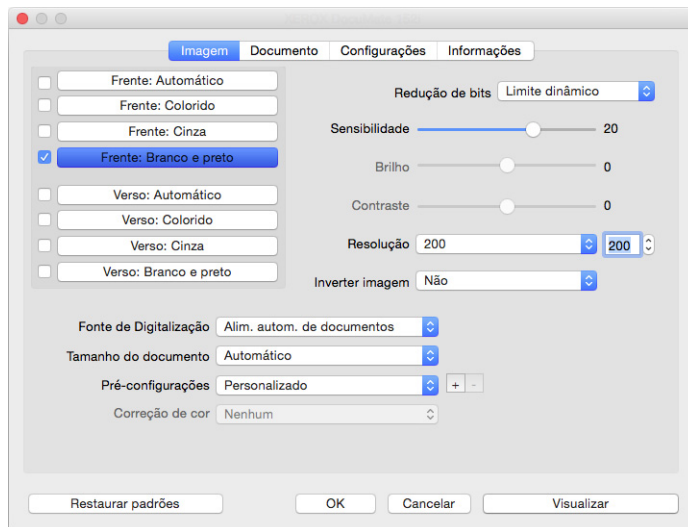 Imagem Documento Configurações Informações
Frente: Automático
Frente: Colorido
Frente: Cinza
Frente: Branco e preto
Verso: Automático
Verso: Colorido
Verso: Cinza
Verso: Branco e preto
Redução de bits Limite dinâmico
Sensibilidade 20
Brilho 0
Contraste 0
Resolução 200 200
Inverter imagem Não
Fonte de Digitalização Alim. autom. de documentos
Tamanho do documento Automático
Pré-configurações Personalizado + -
Correção de cor Nenhum
Restaurar padrões OK Cancelar Visualizar